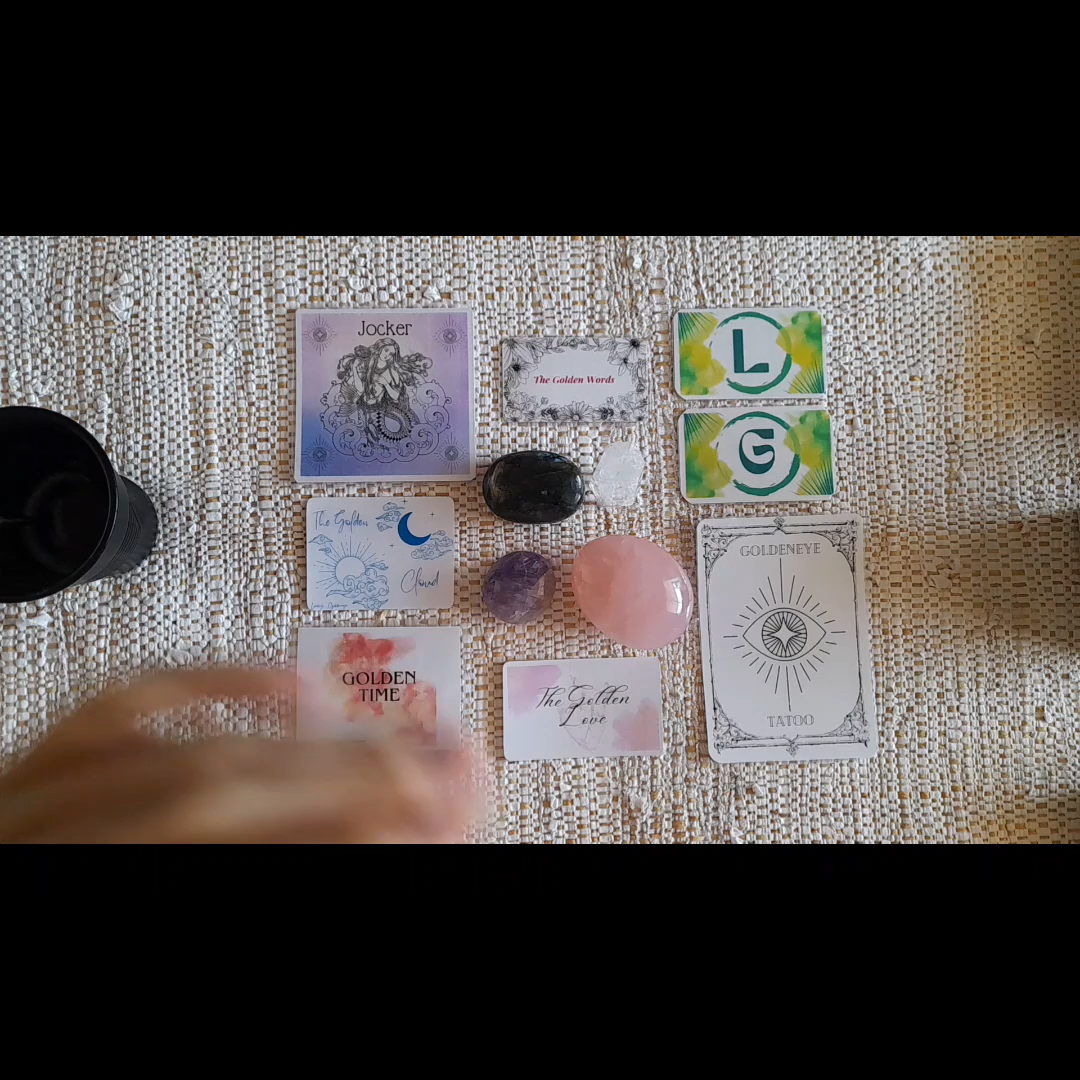 Jocker
The Golden Words
L
G
The Golden
Cloud
GOLDENEYE
TATOO
GOLDEN
TIME
The Golden
Love